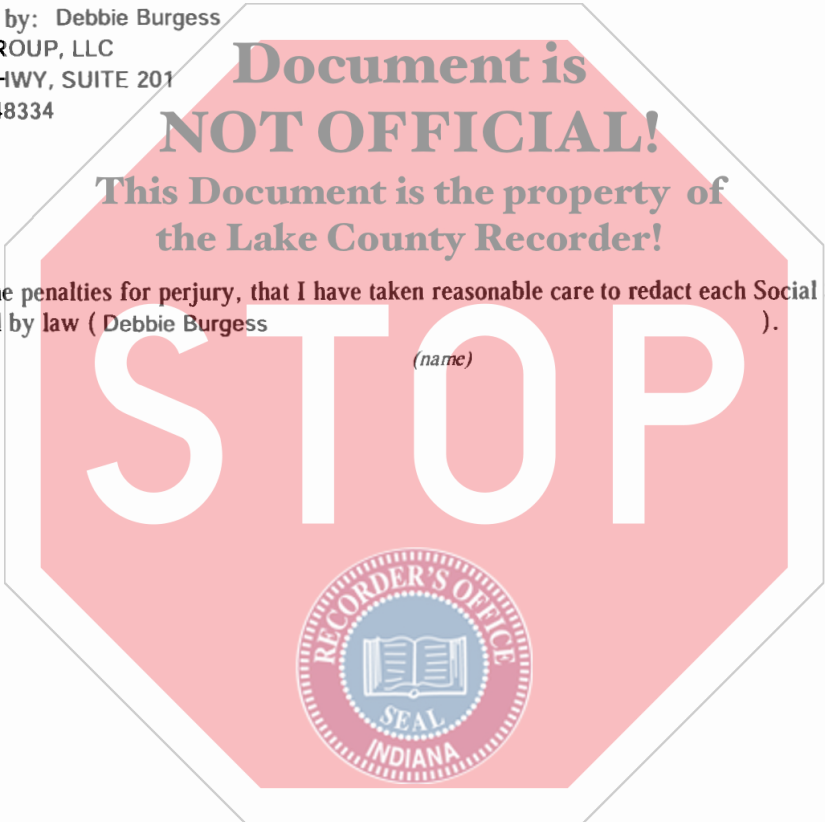 by: Debbie Burgess
ROUP, LLC
HWY, SUITE 201
48334
Document is
NOT OFFICIAL!
This Document is the property of
the Lake County Recorder!
e penalties for perjury, that I have taken reasonable care to redact each Social
by law ( Debbie Burgess ).
(name)
STOP
RECORDER'S OFFICE
SEAL
INDIANA